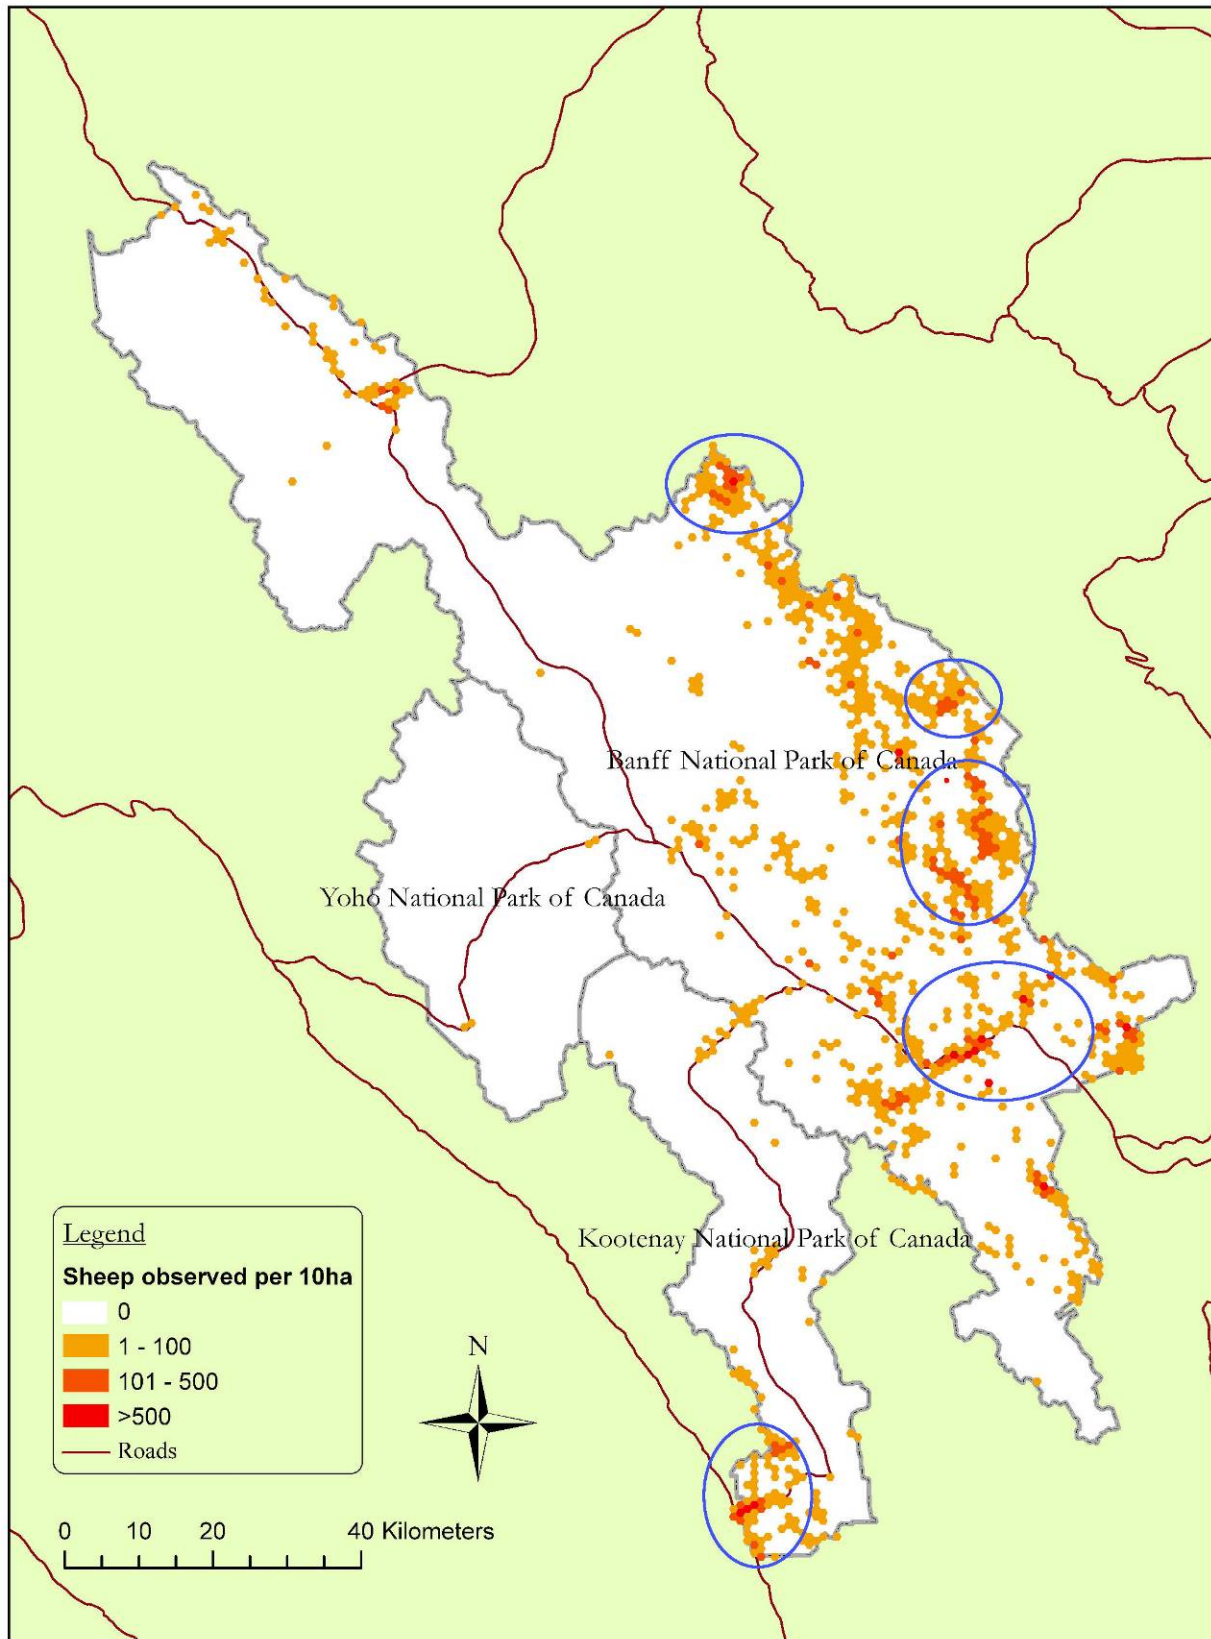 Banff National Park of Canada
Yoho National Park of Canada
Kootenay National Park of Canada
Legend
Sheep observed per 10ha
0
1 - 100
101 - 500
>500
Roads
N
0 10 20 40 Kilometers